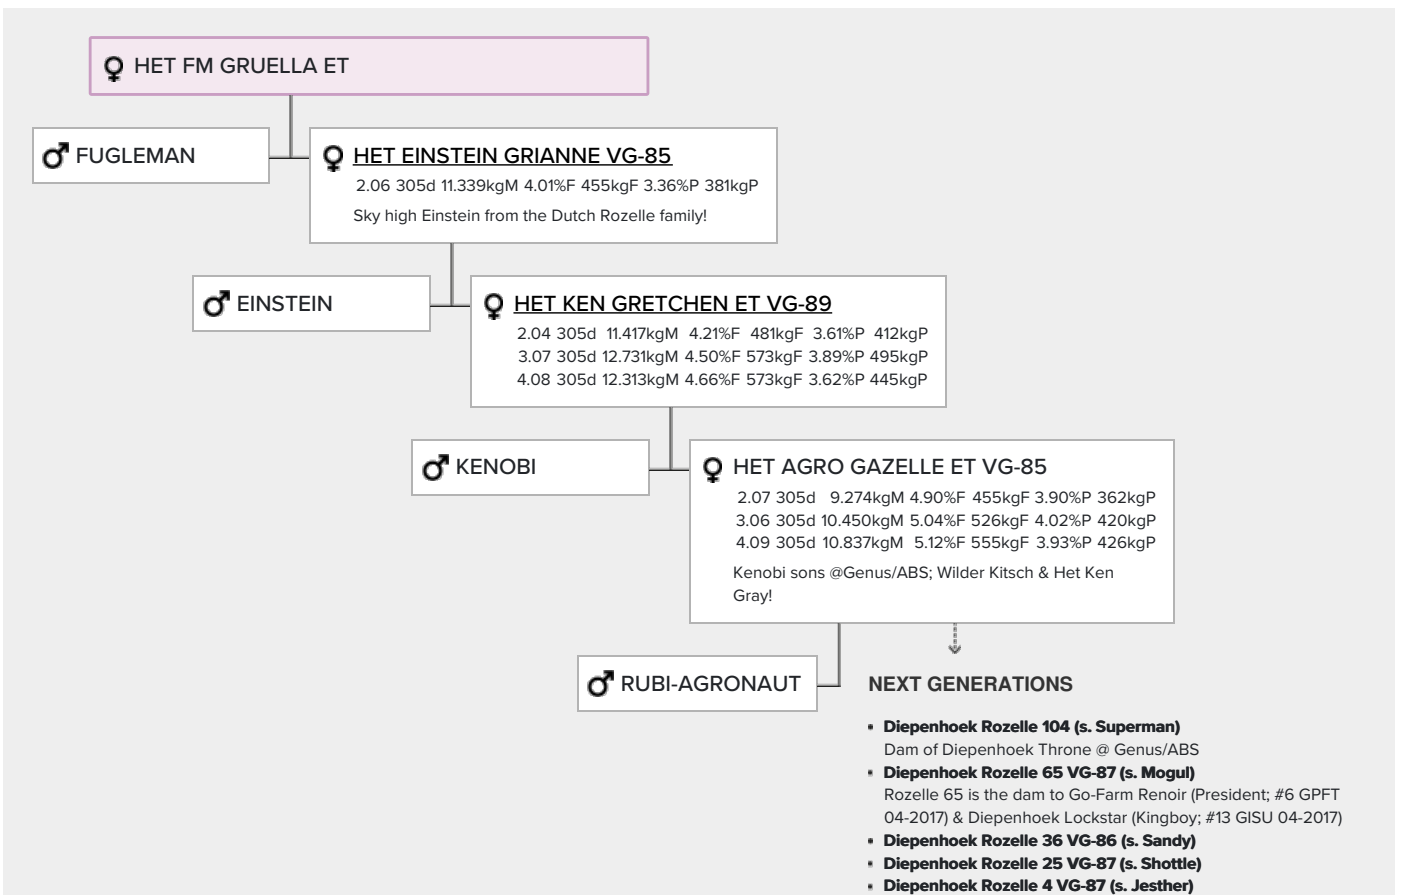 HET FM GRUELLA ET
FUGLEMAN
HET EINSTEIN GRIANNE VG-85
2.06 305d 11.339kgM 4.01%F 455kgF 3.36%P 381kgP
Sky high Einstein from the Dutch Rozelle family!
EINSTEIN
HET KEN GRETCHEN ET VG-89
2.04 305d 11.417kgM 4.21%F 481kgF 3.61%P 412kgP
3.07 305d 12.731kgM 4.50%F 573kgF 3.89%P 495kgP
4.08 305d 12.313kgM 4.66%F 573kgF 3.62%P 445kgP
KENOBI
HET AGRO GAZELLE ET VG-85
2.07 305d 9.274kgM 4.90%F 455kgF 3.90%P 362kgP
3.06 305d 10.450kgM 5.04%F 526kgF 4.02%P 420kgP
4.09 305d 10.837kgM 5.12%F 555kgF 3.93%P 426kgP
Kenobi sons @Genus/ABS; Wilder Kitsch & Het Ken
Gray!
RUBI-AGRONAUT
NEXT GENERATIONS
• Diepenhoek Rozelle 104 (s. Superman)
Dam of Diepenhoek Throne @ Genus/ABS
• Diepenhoek Rozelle 65 VG-87 (s. Mogul)
Rozelle 65 is the dam to Go-Farm Renoir (President; #6 GPFT
04-2017) & Diepenhoek Lockstar (Kingboy; #13 GISU 04-2017)
• Diepenhoek Rozelle 36 VG-86 (s. Sandy)
• Diepenhoek Rozelle 25 VG-87 (s. Shottle)
• Diepenhoek Rozelle 4 VG-87 (s. Jesther)